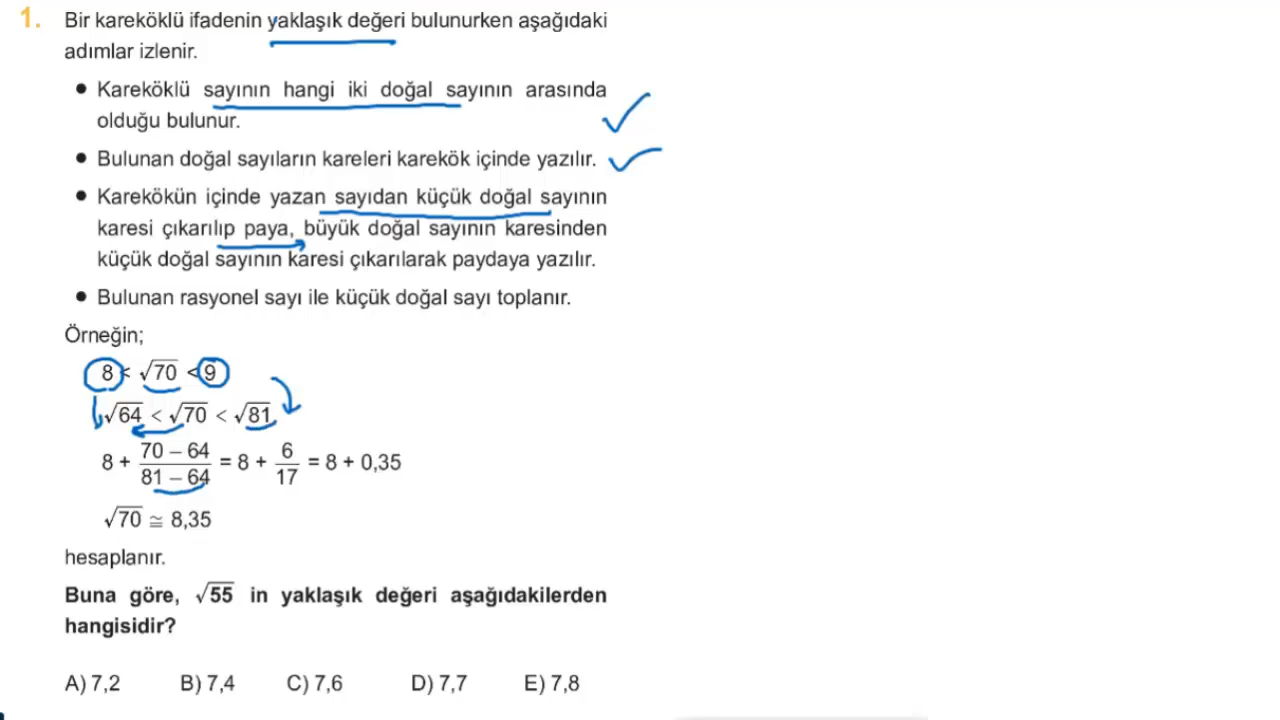 1. Bir kareköklü ifadenin yaklaşık değeri bulunurken aşağıdaki
adımlar izlenir.
• Kareköklü sayının hangi iki doğal sayının arasında
olduğu bulunur.
• Bulunan doğal sayıların kareleri karekök içinde yazılır.
• Karekökün içinde yazan sayıdan küçük doğal sayının
karesi çıkarılıp paya, büyük doğal sayının karesinden
küçük doğal sayının karesi çıkarılarak paydaya yazılır.
• Bulunan rasyonel sayı ile küçük doğal sayı toplanır.
Örneğin;
8 < √70 < 9
√64 < √70 < √81
8 + (70 – 64)/(81 – 64) = 8 + 6/17 = 8 + 0,35
√70 ≅ 8,35
hesaplanır.
Buna göre, √55 in yaklaşık değeri aşağıdakilerden
hangisidir?
A) 7,2 B) 7,4 C) 7,6 D) 7,7 E) 7,8